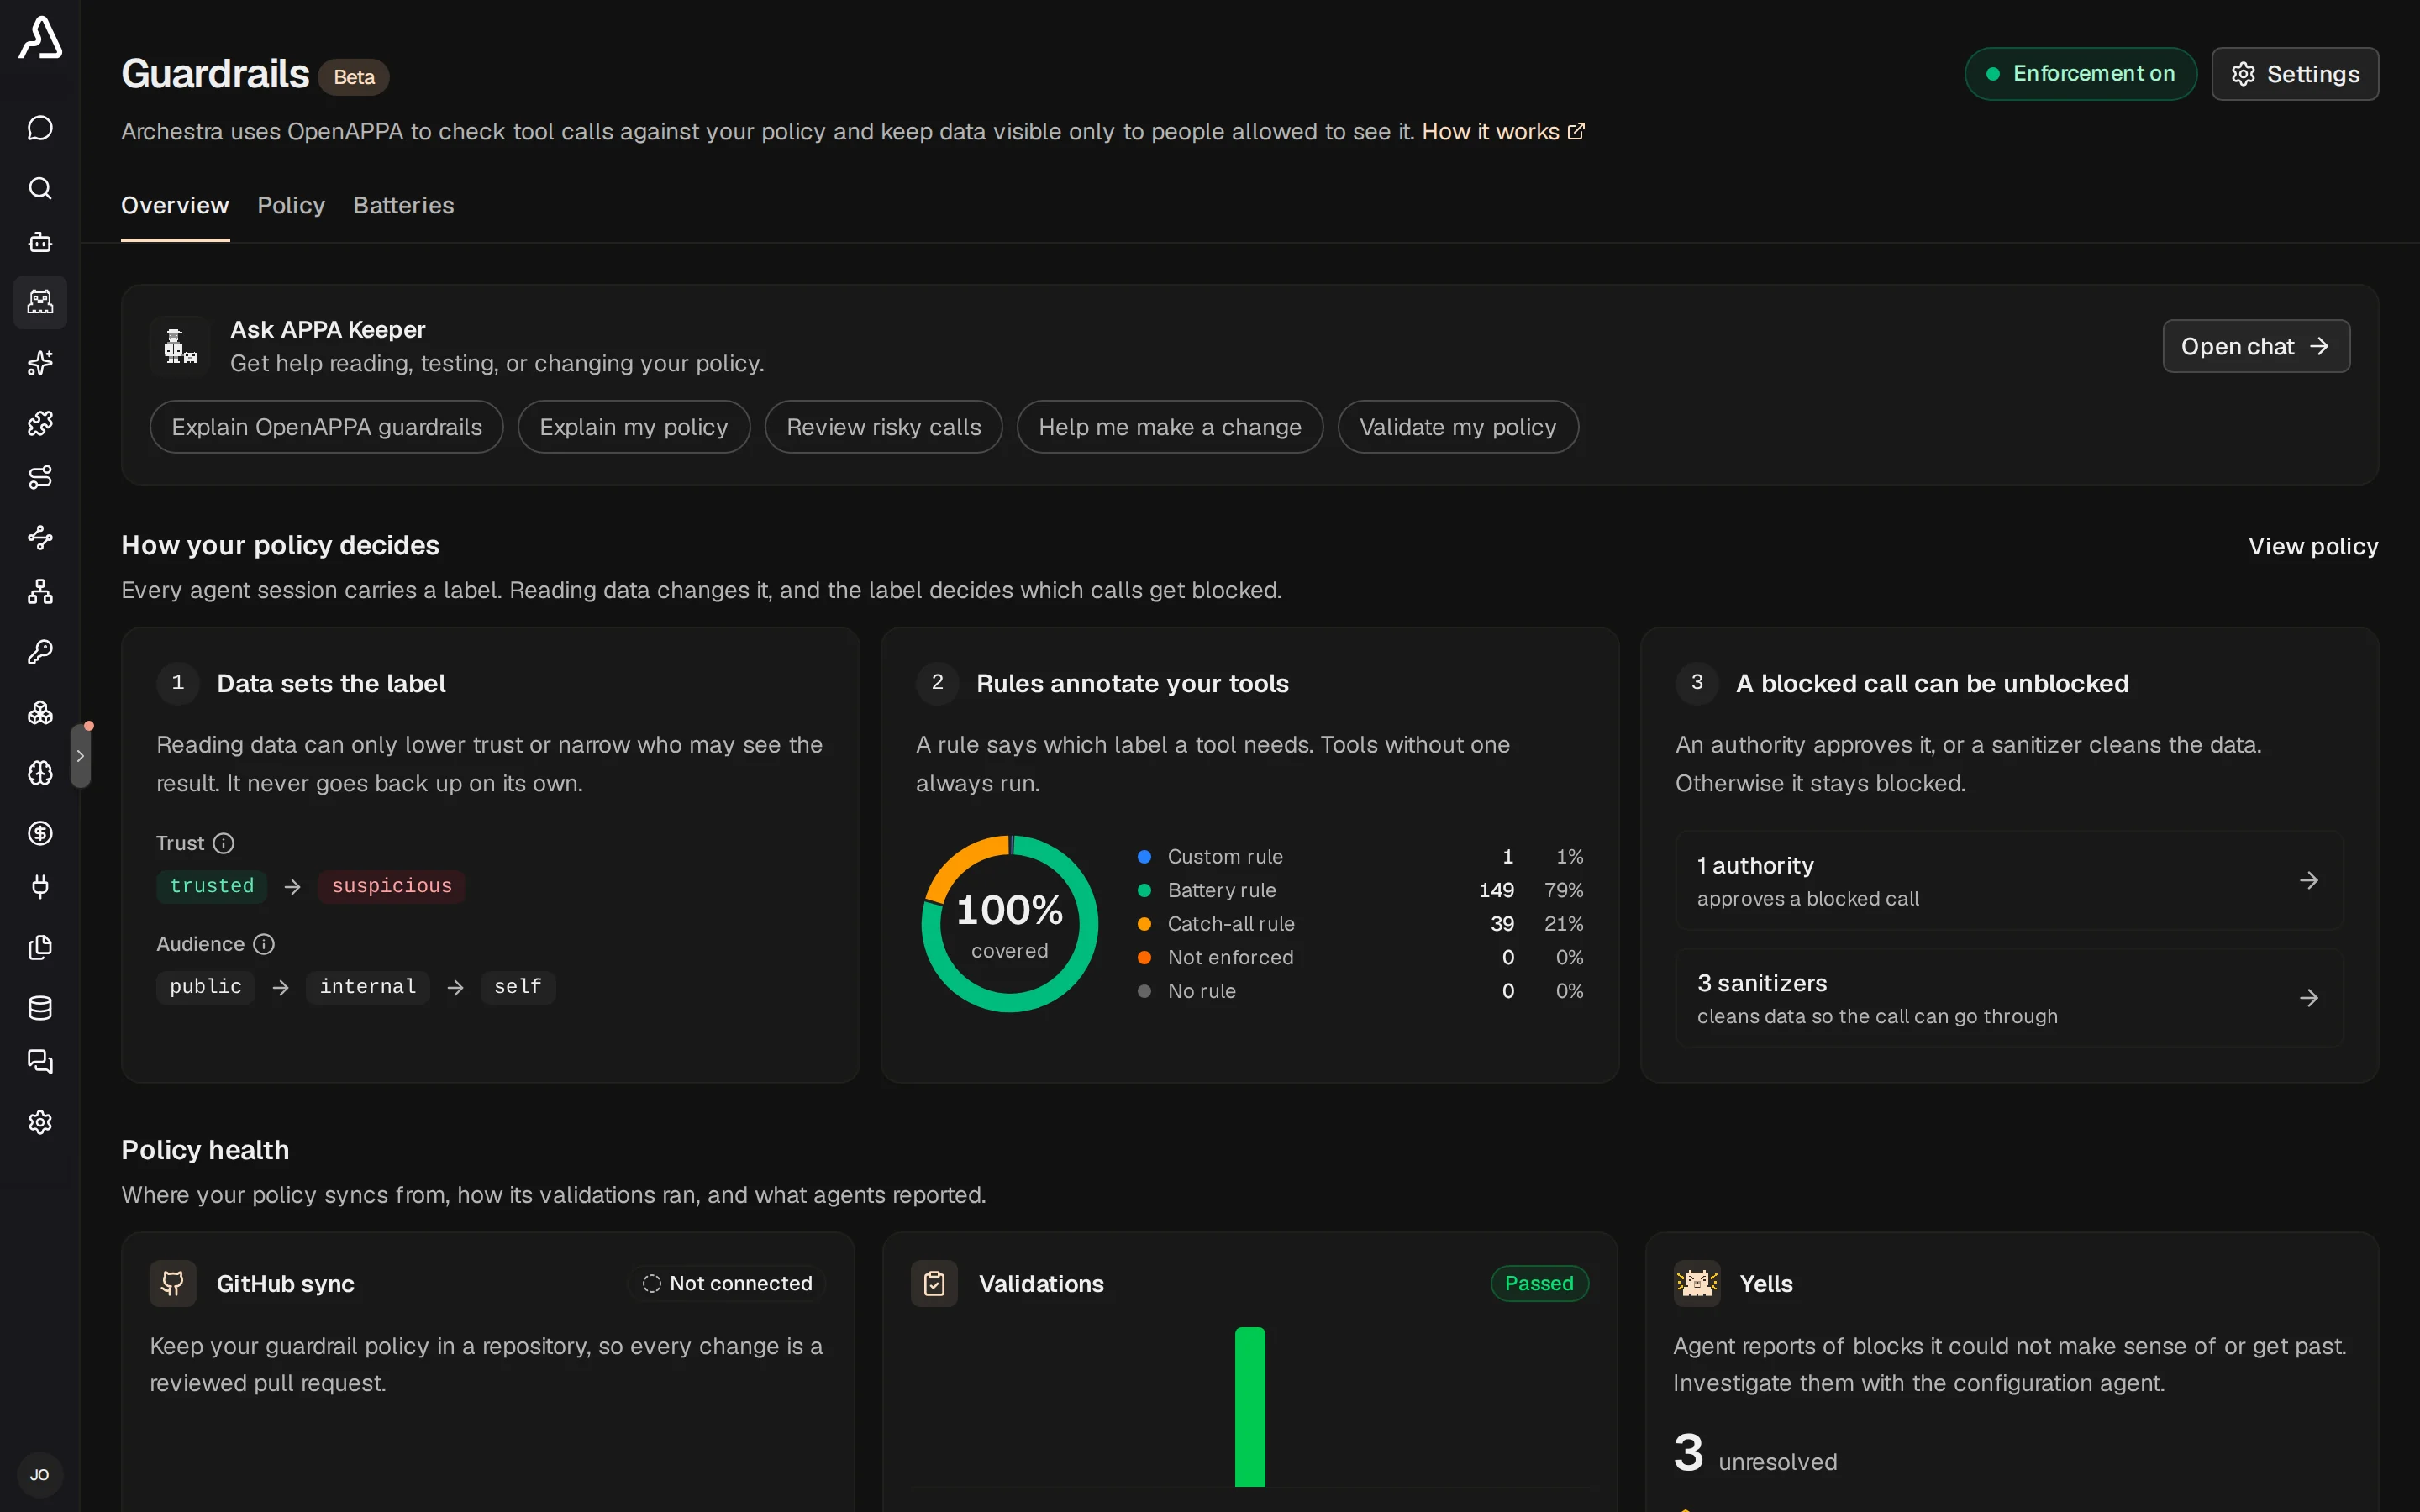 Guardrails Beta
Enforcement on
Settings
Archestra uses OpenAPPA to check tool calls against your policy and keep data visible only to people allowed to see it. How it works
Overview
Policy
Batteries
Ask APPA Keeper
Get help reading, testing, or changing your policy.
Open chat
Explain OpenAPPA guardrails
Explain my policy
Review risky calls
Help me make a change
Validate my policy
How your policy decides
View policy
Every agent session carries a label. Reading data changes it, and the label decides which calls get blocked.
1 Data sets the label
Reading data can only lower trust or narrow who may see the
result. It never goes back up on its own.
Trust
trusted → suspicious
Audience
public → internal → self
2 Rules annotate your tools
A rule says which label a tool needs. Tools without one
always run.
100%
covered
Custom rule 1 1%
Battery rule 149 79%
Catch-all rule 39 21%
Not enforced 0 0%
No rule 0 0%
3 A blocked call can be unblocked
An authority approves it, or a sanitizer cleans the data.
Otherwise it stays blocked.
1 authority
approves a blocked call
3 sanitizers
cleans data so the call can go through
Policy health
Where your policy syncs from, how its validations ran, and what agents reported.
GitHub sync
Not connected
Keep your guardrail policy in a repository, so every change is a
reviewed pull request.
Validations
Passed
Yells
Agent reports of blocks it could not make sense of or get past.
Investigate them with the configuration agent.
3 unresolved
JO